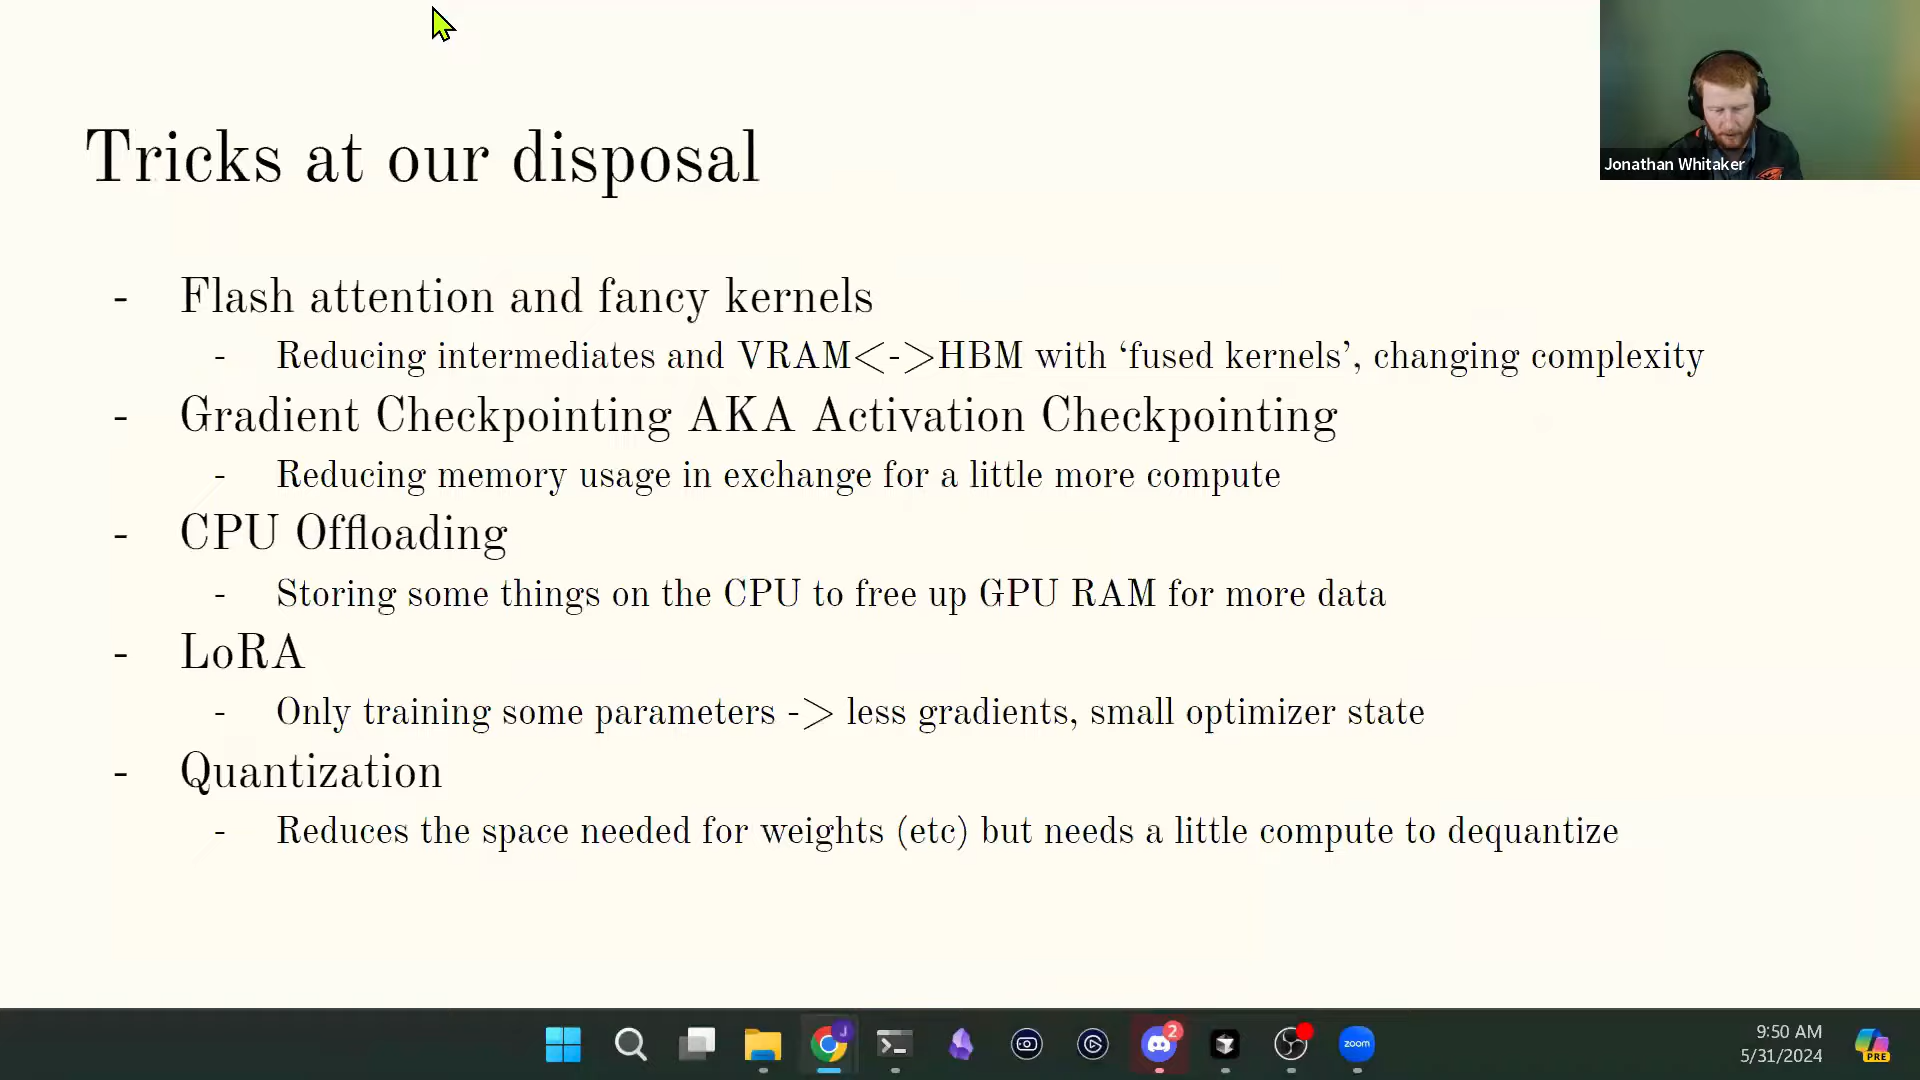 Tricks at our disposal
Jonathan Whitaker
- Flash attention and fancy kernels
- Reducing intermediates and VRAM<->HBM with ‘fused kernels’, changing complexity
- Gradient Checkpointing AKA Activation Checkpointing
- Reducing memory usage in exchange for a little more compute
- CPU Offloading
- Storing some things on the CPU to free up GPU RAM for more data
- LoRA
- Only training some parameters -> less gradients, small optimizer state
- Quantization
- Reduces the space needed for weights (etc) but needs a little compute to dequantize
J
2
zoom
9:50 AM
5/31/2024
PRE